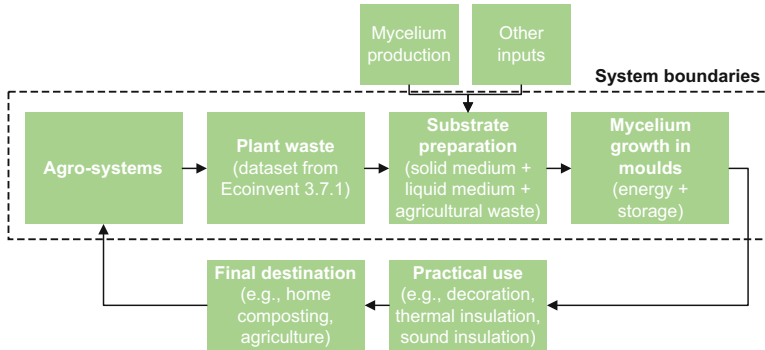 Mycelium
production
Other
inputs
System boundaries
Agro-systems
Plant waste
(dataset from
Ecoinvent 3.7.1)
Substrate
preparation
(solid medium +
liquid medium +
agricultural waste)
Mycelium
growth in
moulds
(energy +
storage)
Final destination
(e.g., home
composting,
agriculture)
Practical use
(e.g., decoration,
thermal insulation,
sound insulation)